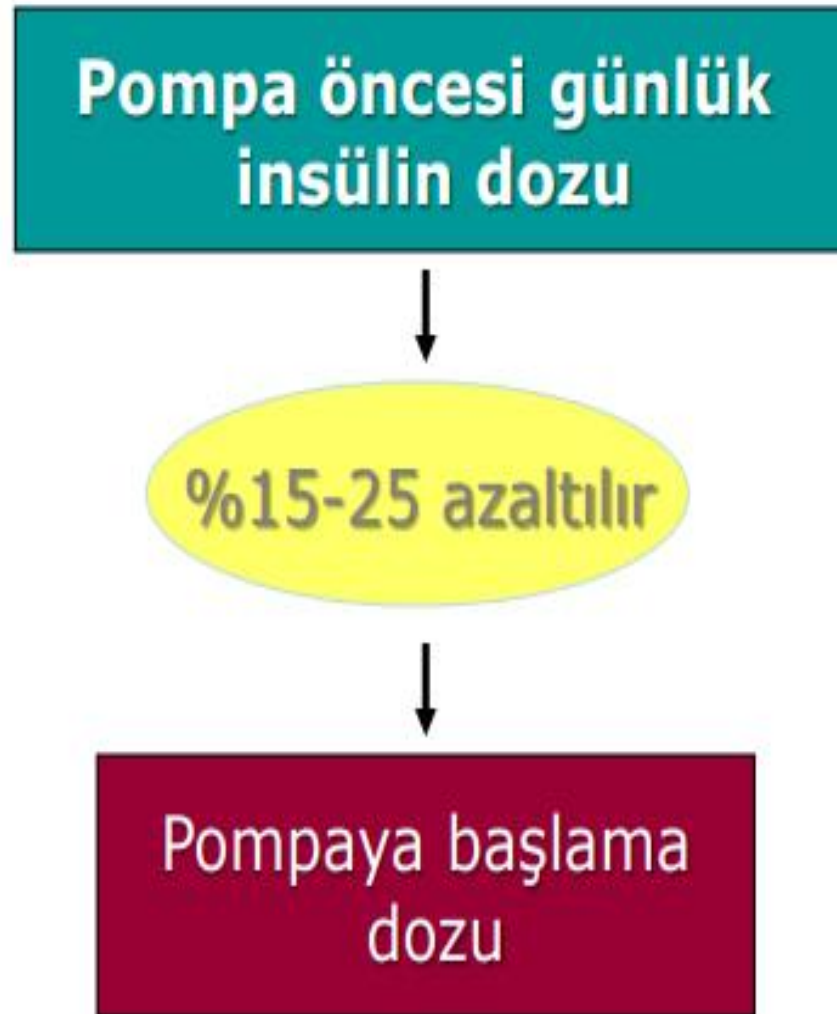 Pompa öncesi günlük
insülin dozu
%15-25 azaltılır
Pompaya başlama
dozu